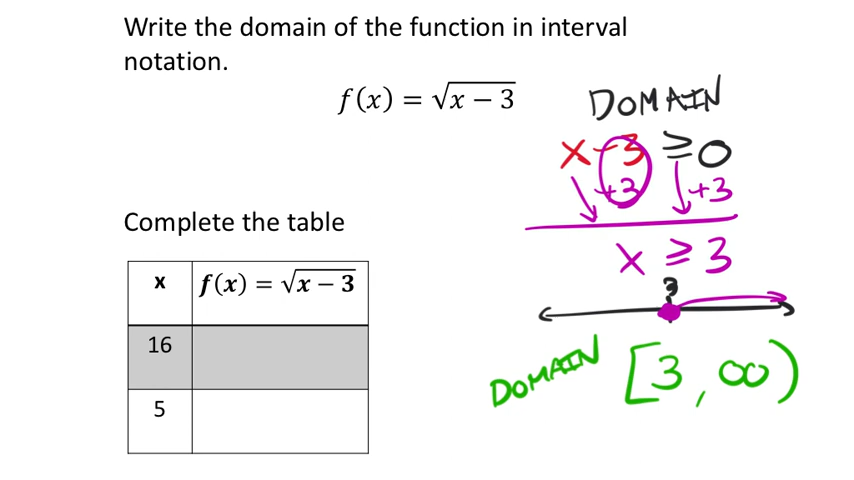 Write the domain of the function in interval
notation.
f(x) = √x − 3
DOMAIN
x − 3 ≥ 0
+3 +3
x ≥ 3
3
DOMAIN [3, ∞)
Complete the table
x f(x) = √x − 3
16
5